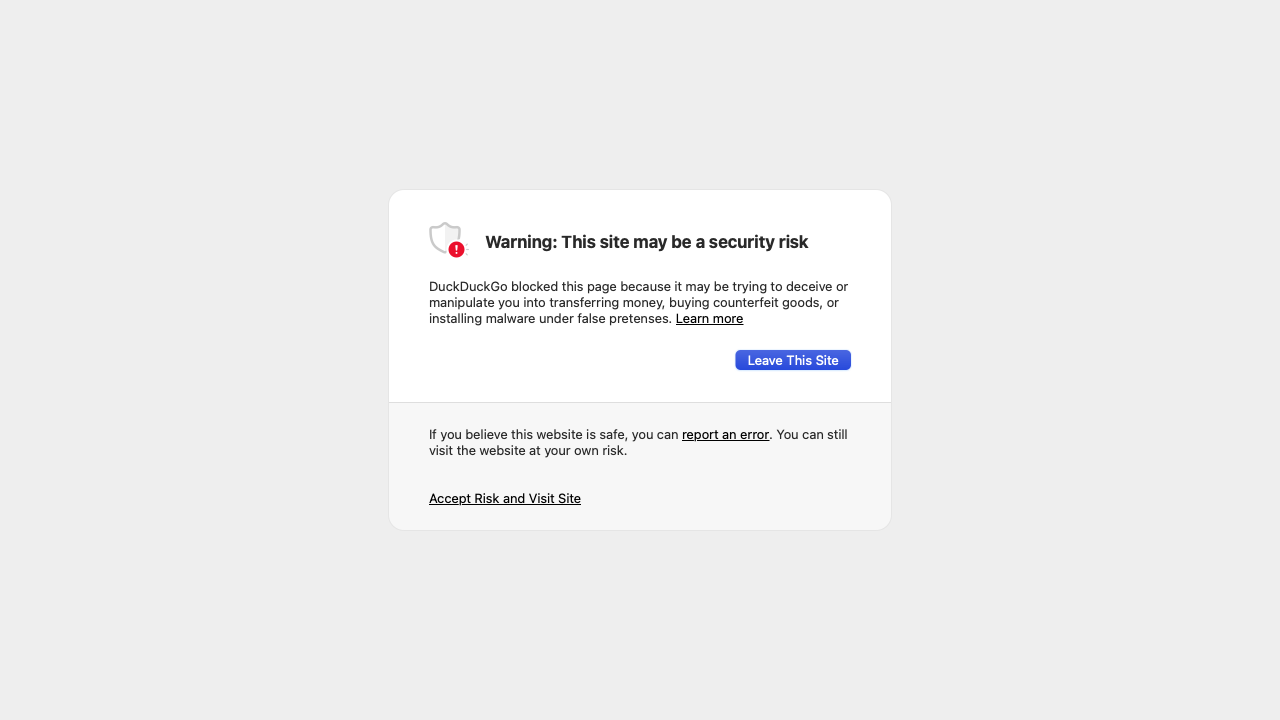 Warning: This site may be a security risk
DuckDuckGo blocked this page because it may be trying to deceive or
manipulate you into transferring money, buying counterfeit goods, or
installing malware under false pretenses. Learn more
Leave This Site
If you believe this website is safe, you can report an error. You can still
visit the website at your own risk.
Accept Risk and Visit Site